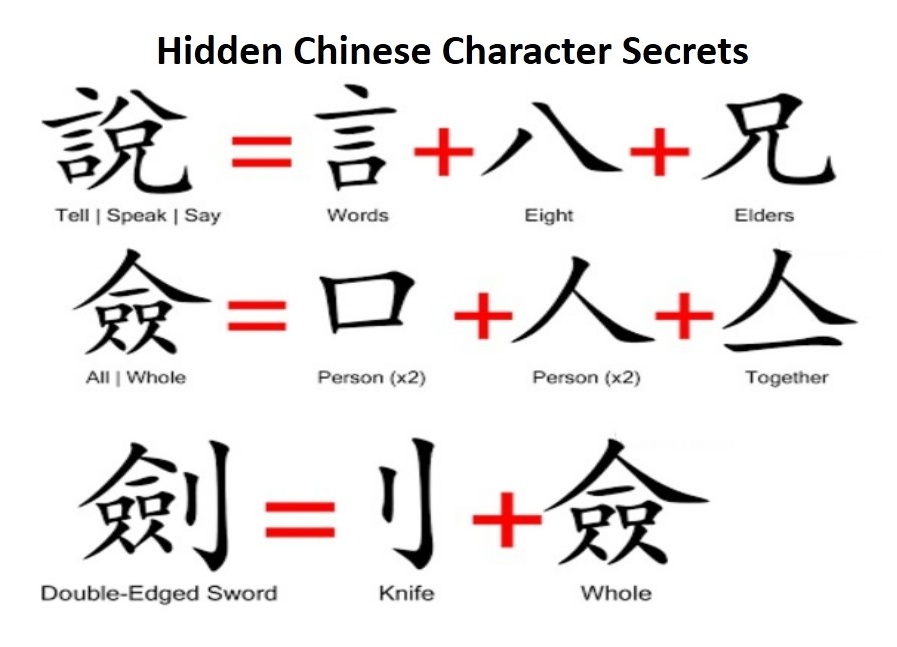 Hidden Chinese Character Secrets
說 = 言 + 八 + 兄
Tell | Speak | Say Words Eight Elders
僉 = 口 + 人 + 亼
All | Whole Person (x2) Person (x2) Together
劍 = 刂 + 僉
Double-Edged Sword Knife Whole